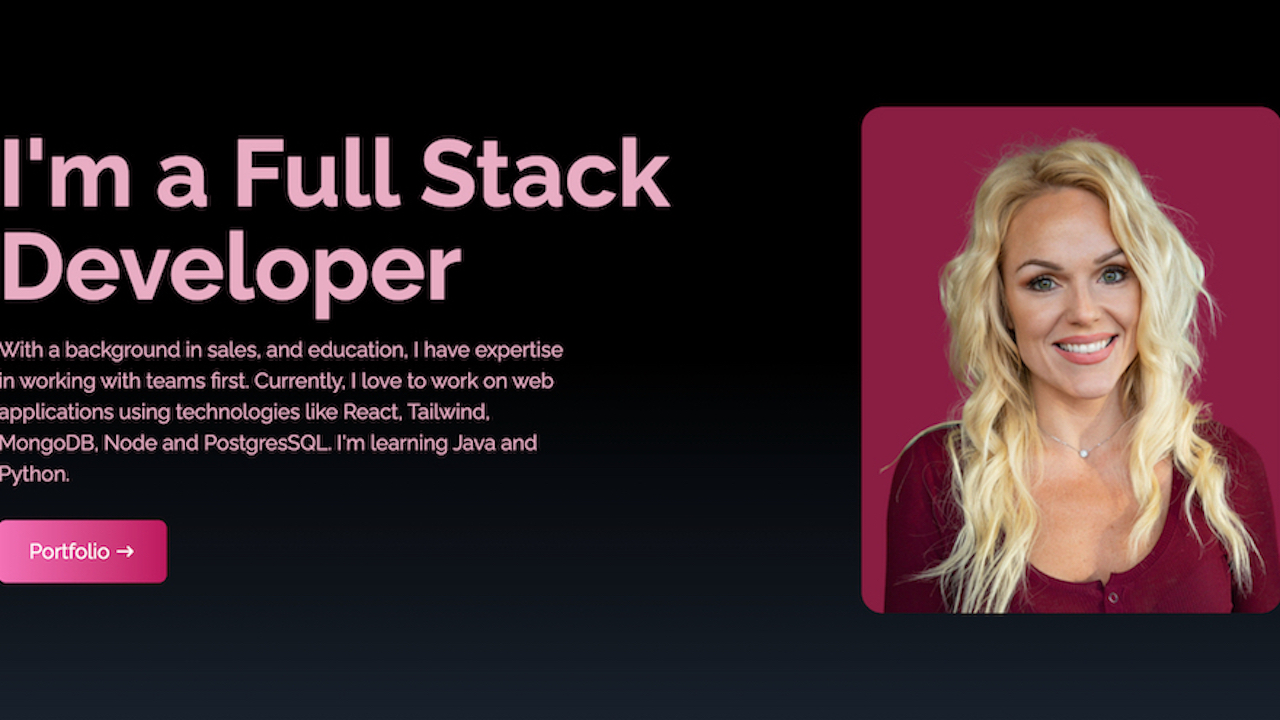 I'm a Full Stack
Developer
With a background in sales, and education, I have expertise
in working with teams first. Currently, I love to work on web
applications using technologies like React, Tailwind,
MongoDB, Node and PostgresSQL. I'm learning Java and
Python.
Portfolio →